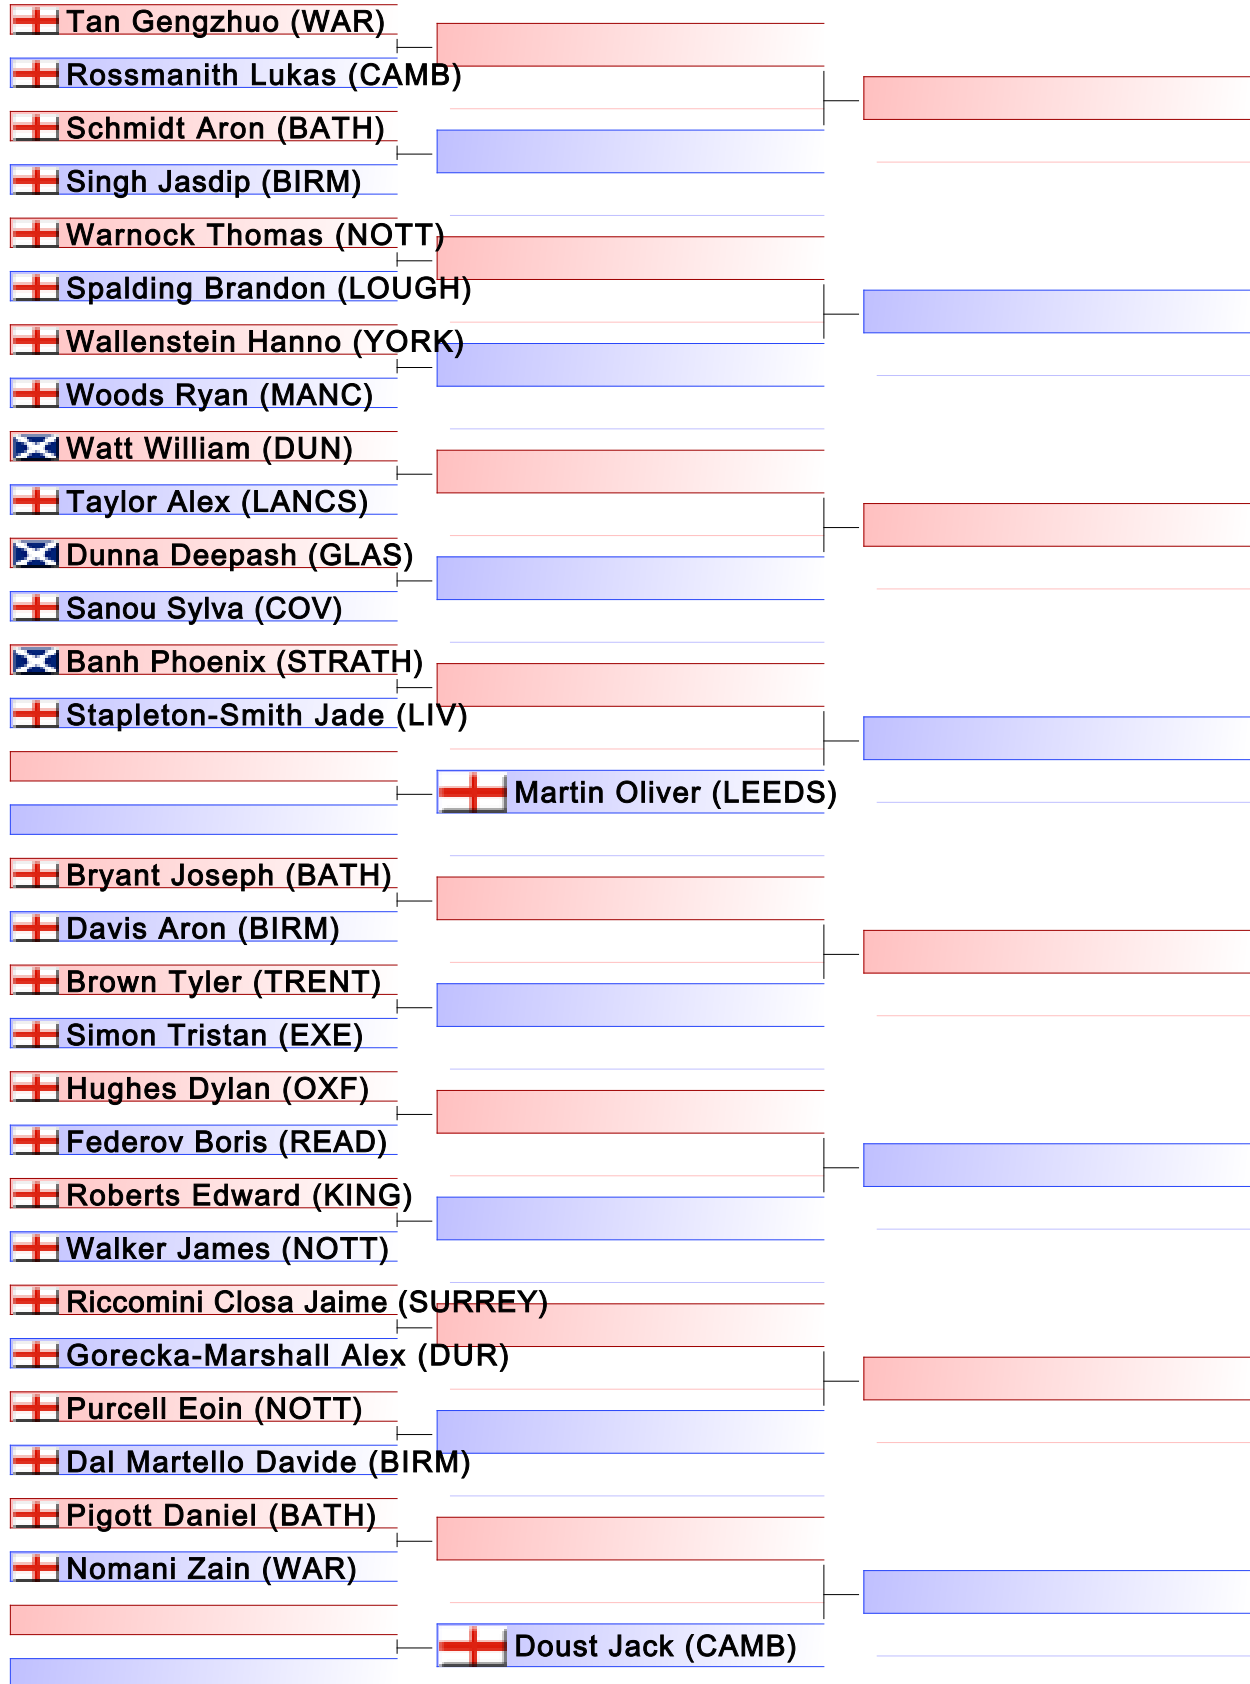 Tan Gengzhuo (WAR)
Rossmanith Lukas (CAMB)
Schmidt Aron (BATH)
Singh Jasdip (BIRM)
Warnock Thomas (NOTT)
Spalding Brandon (LOUGH)
Wallenstein Hanno (YORK)
Woods Ryan (MANC)
Watt William (DUN)
Taylor Alex (LANCS)
Dunna Deepash (GLAS)
Sanou Sylva (COV)
Banh Phoenix (STRATH)
Stapleton-Smith Jade (LIV)
Martin Oliver (LEEDS)
Bryant Joseph (BATH)
Davis Aron (BIRM)
Brown Tyler (TRENT)
Simon Tristan (EXE)
Hughes Dylan (OXF)
Federov Boris (READ)
Roberts Edward (KING)
Walker James (NOTT)
Riccomini Closa Jaime (SURREY)
Gorecka-Marshall Alex (DUR)
Purcell Eoin (NOTT)
Dal Martello Davide (BIRM)
Pigott Daniel (BATH)
Nomani Zain (WAR)
Doust Jack (CAMB)